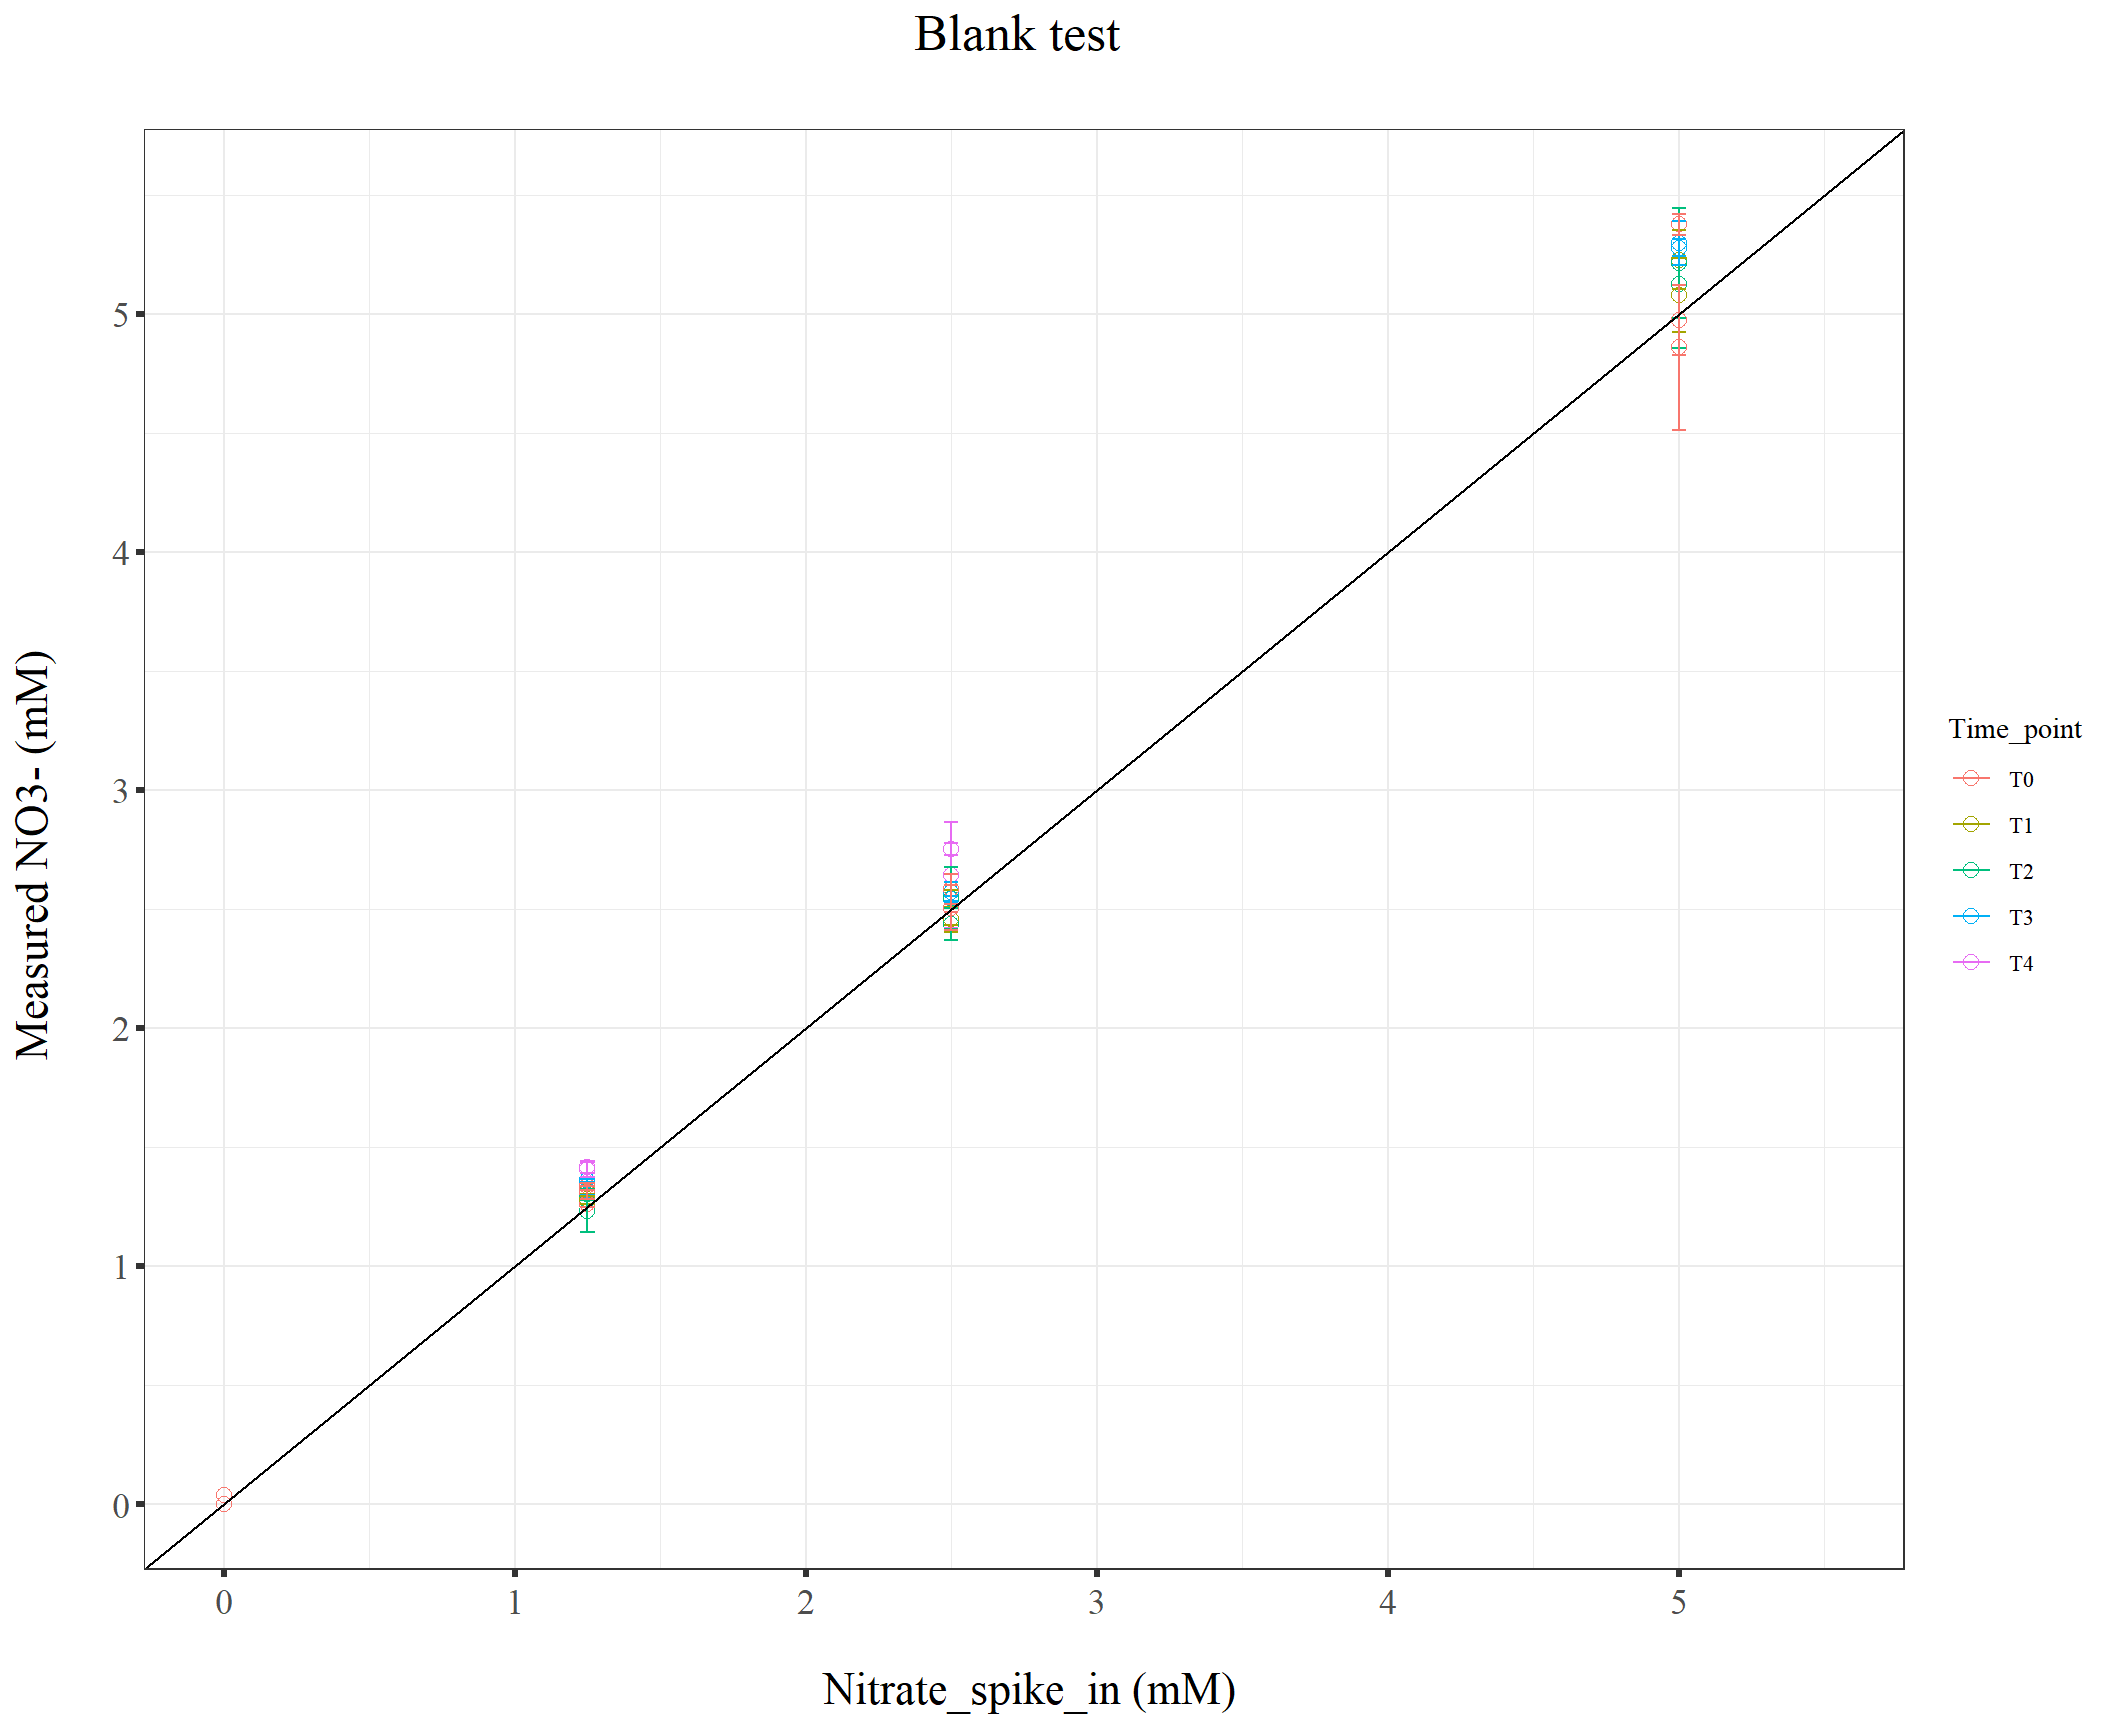 Blank test
Measured NO3- (mM)
5
4
3
2
1
0
0 1 2 3 4 5
Nitrate_spike_in (mM)
Time_point
T0
T1
T2
T3
T4